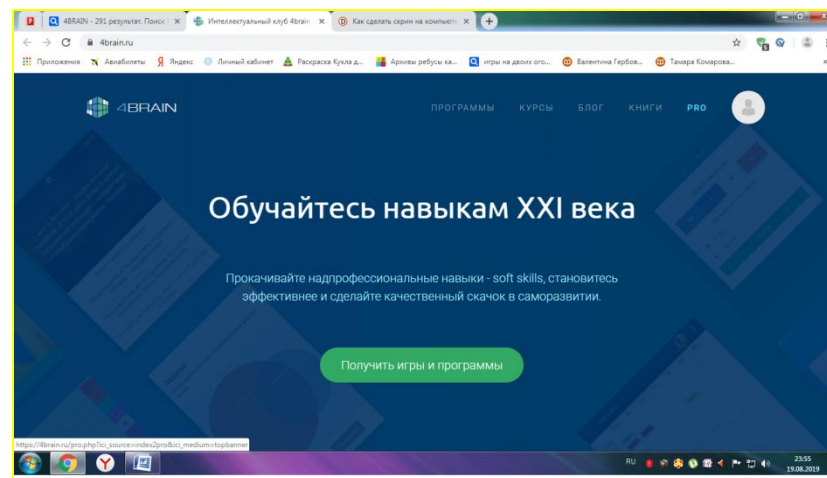 4BRAIN - 291 результат. Поиск
Интеллектуальный клуб 4brain
Как сделать скрин на компьют
4brain.ru
Приложения
Авиабилеты
Яндекс
Личный кабинет
Раскраска Кукла д...
Архивы ребусы ка...
игры на двоих ого...
Валентина Гербов...
Тамара Комарова...
4BRAIN
ПРОГРАММЫ КУРСЫ БЛОГ КНИГИ PRO
Обучайтесь навыкам XXI века
Прокачивайте надпрофессиональные навыки - soft skills, становитесь
эффективнее и сделайте качественный скачок в саморазвитии.
Получить игры и программы
https://4brain.ru/pro.php?ici_source=index2pro&ici_medium=topbanner
RU
23:55
19.08.2019